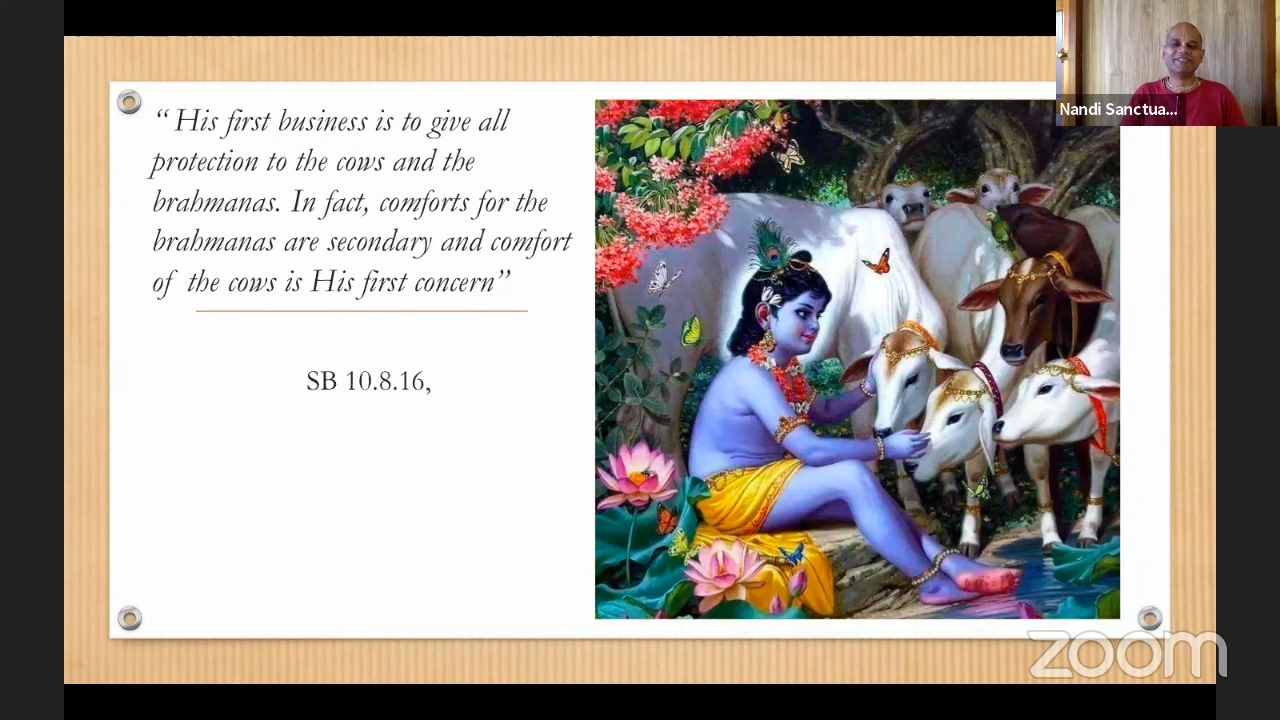 “ His first business is to give all
protection to the cows and the
brahmanas. In fact, comforts for the
brahmanas are secondary and comfort
of the cows is His first concern”
SB 10.8.16,
Nandi Sanctua...
zoom